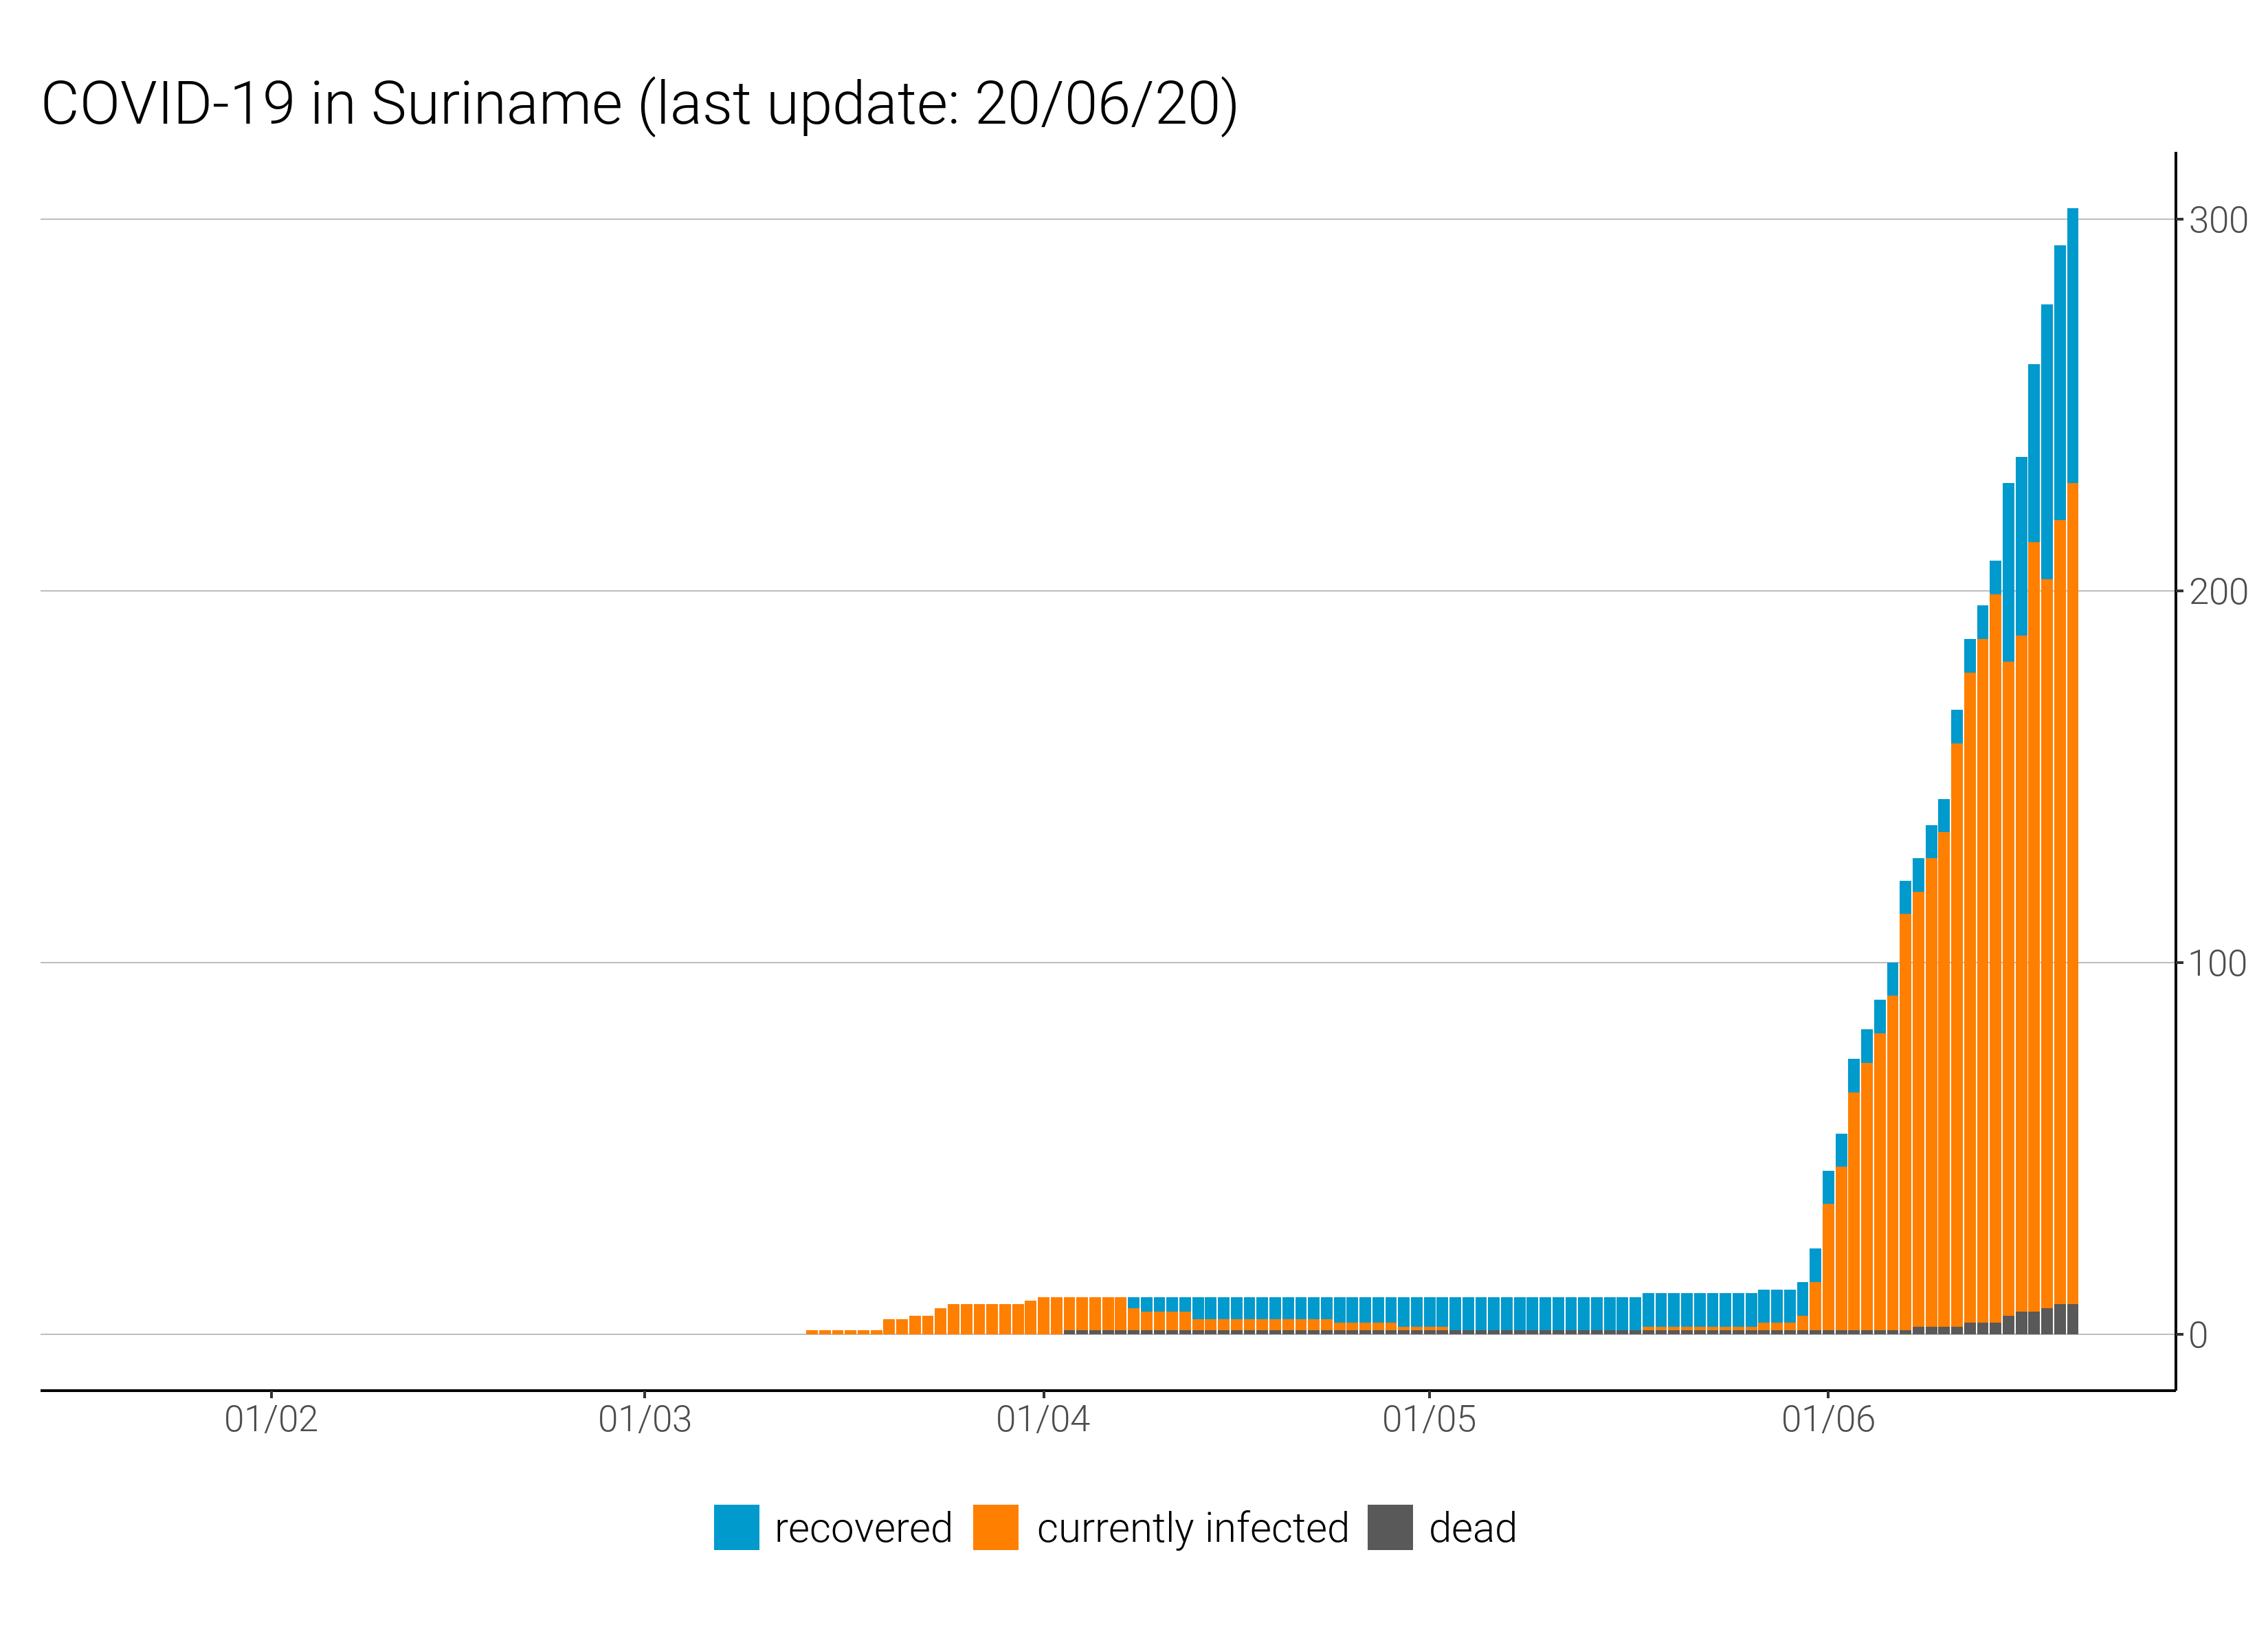 COVID-19 in Suriname (last update: 20/06/20)
300
200
100
0
01/02 01/03 01/04 01/05 01/06
recovered currently infected dead